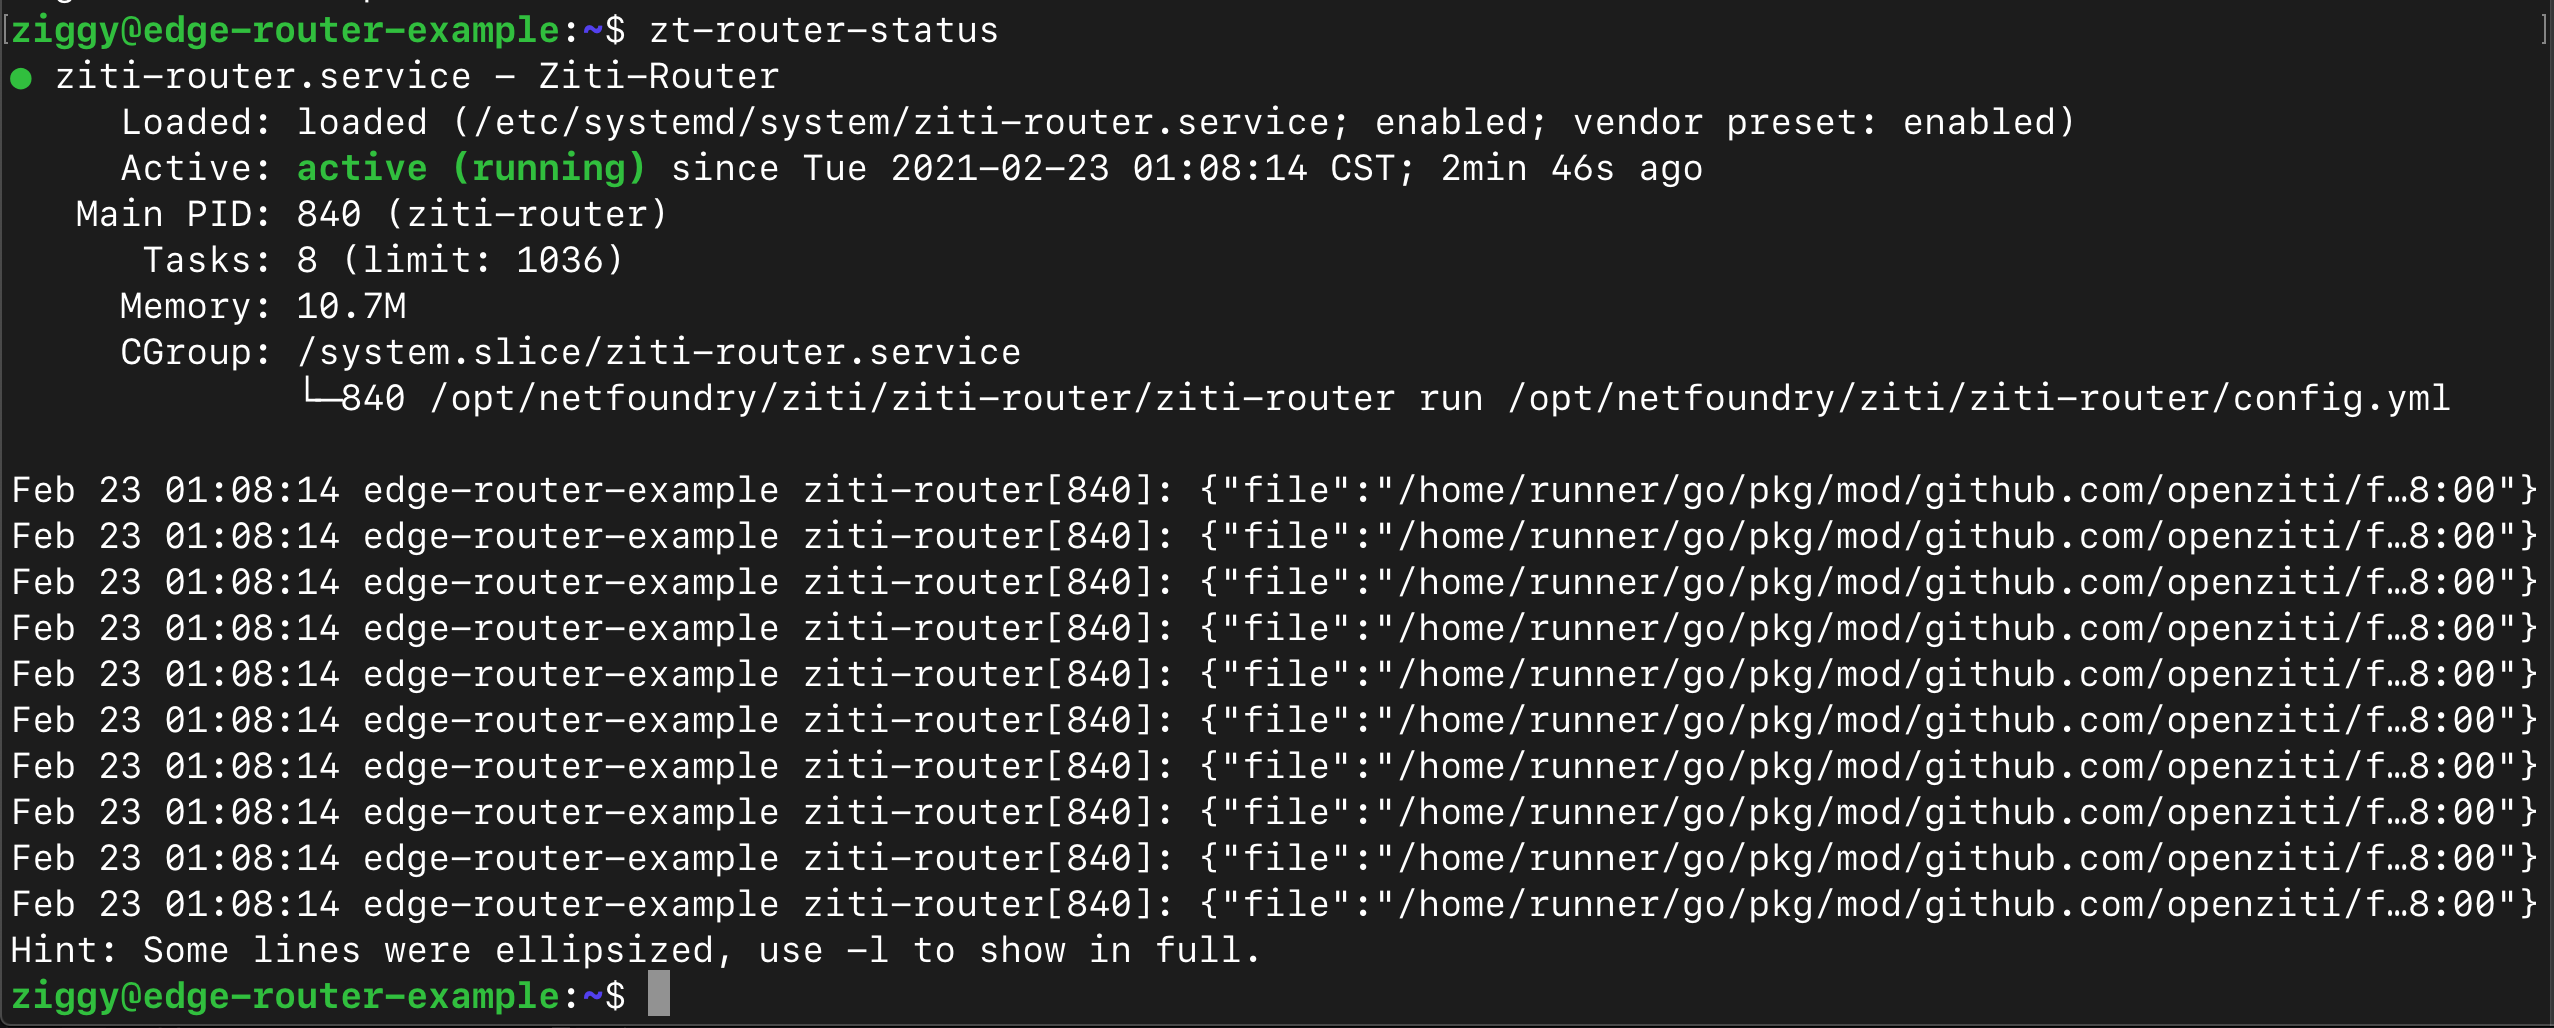 [ziggy@edge-router-example:~$ zt-router-status ]
● ziti-router.service - Ziti-Router
Loaded: loaded (/etc/systemd/system/ziti-router.service; enabled; vendor preset: enabled)
Active: active (running) since Tue 2021-02-23 01:08:14 CST; 2min 46s ago
Main PID: 840 (ziti-router)
Tasks: 8 (limit: 1036)
Memory: 10.7M
CGroup: /system.slice/ziti-router.service
└─840 /opt/netfoundry/ziti/ziti-router/ziti-router run /opt/netfoundry/ziti/ziti-router/config.yml
Feb 23 01:08:14 edge-router-example ziti-router[840]: {"file":"/home/runner/go/pkg/mod/github.com/openziti/f…8:00"}
Feb 23 01:08:14 edge-router-example ziti-router[840]: {"file":"/home/runner/go/pkg/mod/github.com/openziti/f…8:00"}
Feb 23 01:08:14 edge-router-example ziti-router[840]: {"file":"/home/runner/go/pkg/mod/github.com/openziti/f…8:00"}
Feb 23 01:08:14 edge-router-example ziti-router[840]: {"file":"/home/runner/go/pkg/mod/github.com/openziti/f…8:00"}
Feb 23 01:08:14 edge-router-example ziti-router[840]: {"file":"/home/runner/go/pkg/mod/github.com/openziti/f…8:00"}
Feb 23 01:08:14 edge-router-example ziti-router[840]: {"file":"/home/runner/go/pkg/mod/github.com/openziti/f…8:00"}
Feb 23 01:08:14 edge-router-example ziti-router[840]: {"file":"/home/runner/go/pkg/mod/github.com/openziti/f…8:00"}
Feb 23 01:08:14 edge-router-example ziti-router[840]: {"file":"/home/runner/go/pkg/mod/github.com/openziti/f…8:00"}
Feb 23 01:08:14 edge-router-example ziti-router[840]: {"file":"/home/runner/go/pkg/mod/github.com/openziti/f…8:00"}
Feb 23 01:08:14 edge-router-example ziti-router[840]: {"file":"/home/runner/go/pkg/mod/github.com/openziti/f…8:00"}
Hint: Some lines were ellipsized, use -l to show in full.
ziggy@edge-router-example:~$